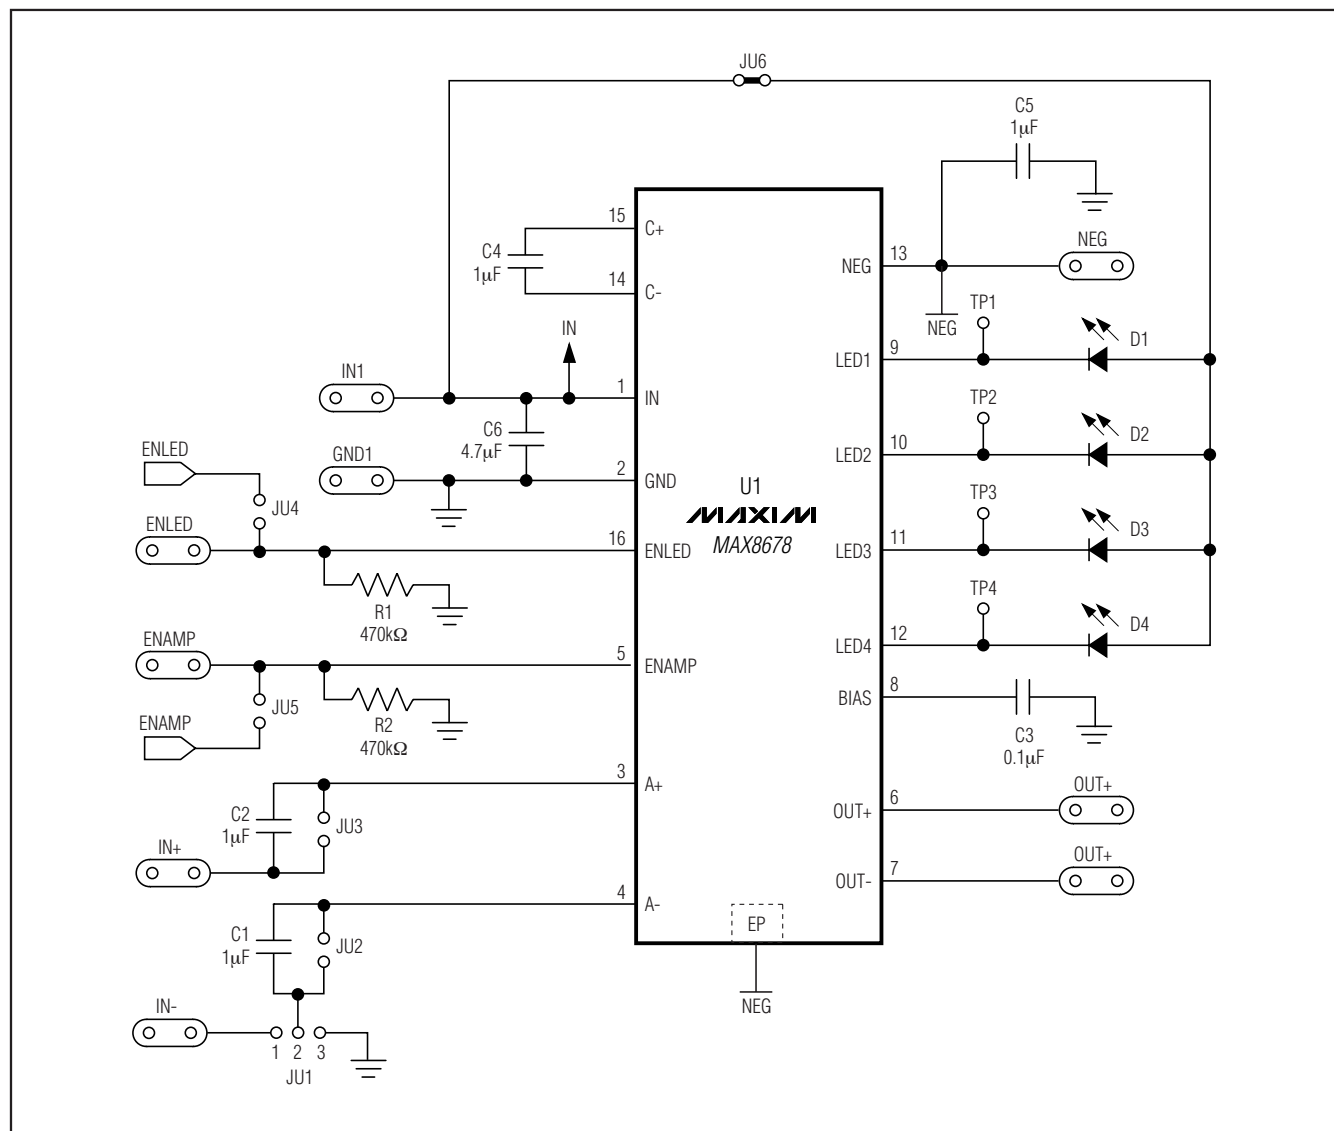 JU6
C5
1µF
15
C+
C4
1µF
14
C-
NEG
13
NEG
NEG
TP1
D1
LED1
9
IN
IN1
1
IN
C6
4.7µF
TP2
D2
LED2
10
ENLED
GND1
2
GND
U1
MAXIM
MAX8678
TP3
D3
LED3
11
JU4
ENLED
16
ENLED
R1
470kΩ
TP4
D4
LED4
12
ENAMP
5
ENAMP
BIAS
8
JU5
ENAMP
R2
470kΩ
C3
0.1µF
3
A+
C2
1µF
JU3
OUT+
6
OUT+
IN+
OUT-
7
OUT+
4
A-
C1
1µF
JU2
EP
NEG
IN-
1 2 3
JU1